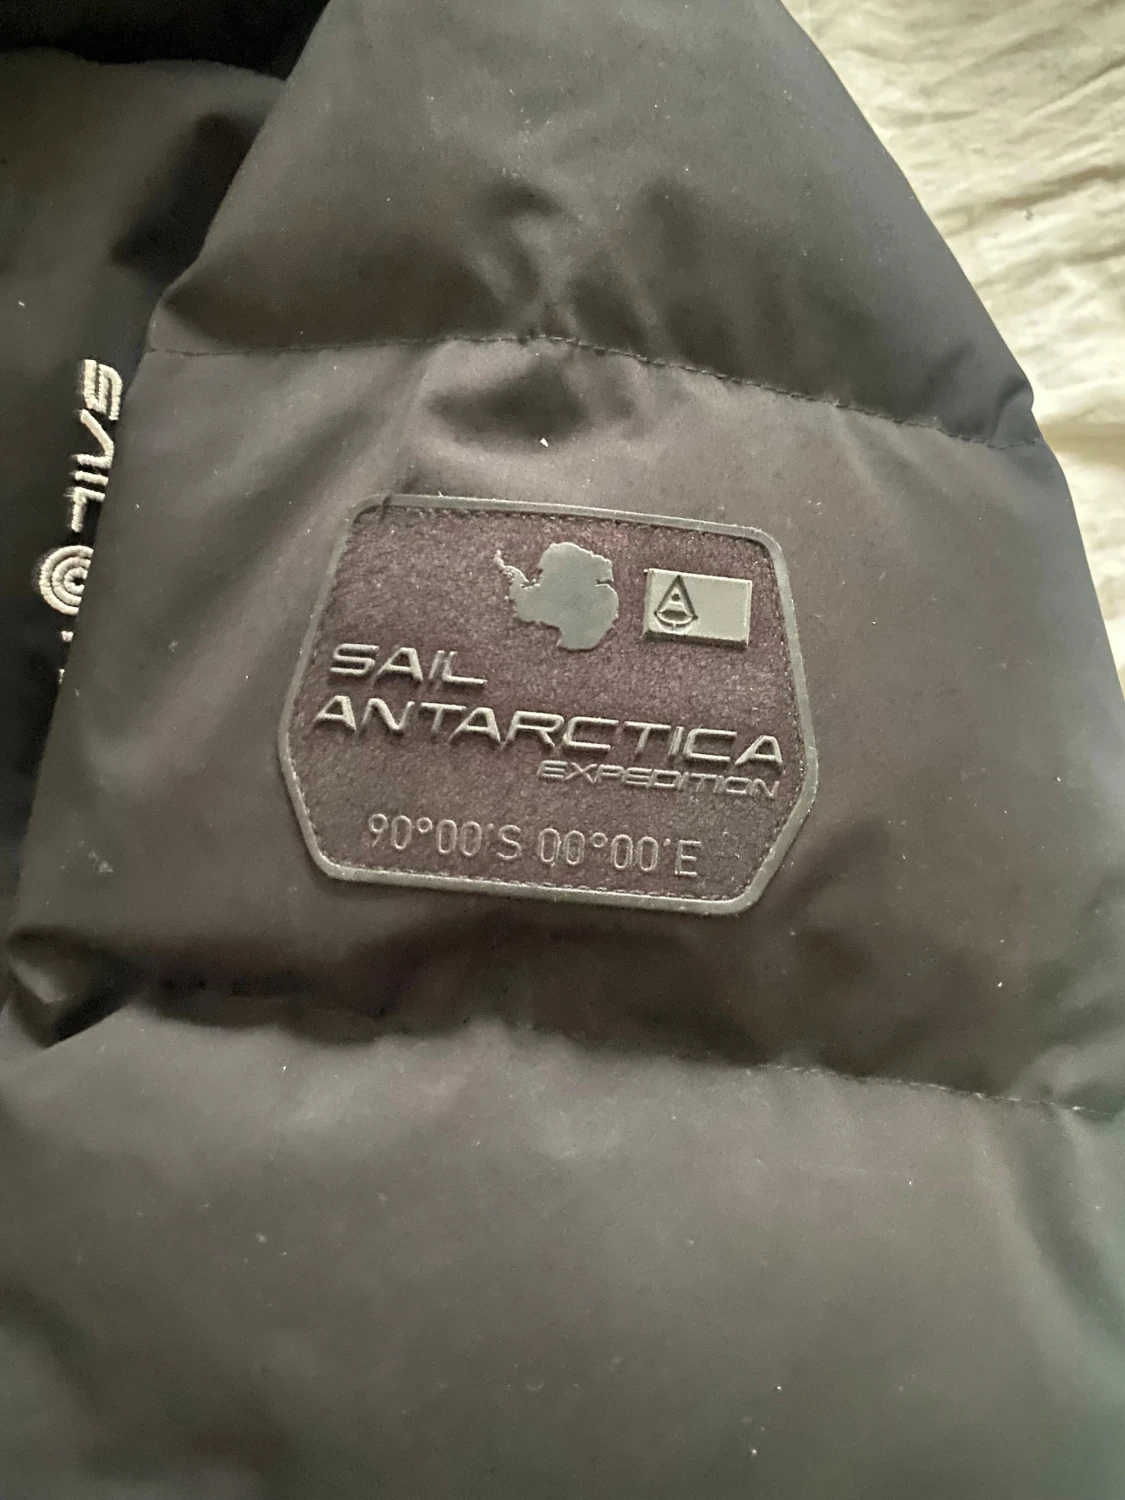 SAIL
SAIL
ANTARCTICA
EXPEDITION
90°00'S 00°00'E